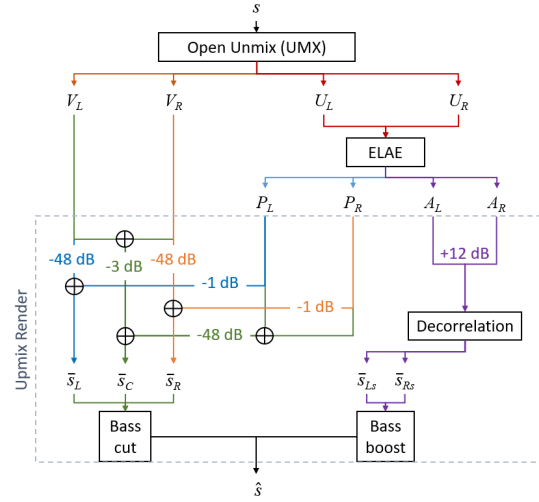 s
Open Unmix (UMX)
V_L V_R U_L U_R
ELAE
P_L P_R A_L A_R
-48 dB -3 dB -48 dB +12 dB
-1 dB
-1 dB
-48 dB
Decorrelation
Upmix Render
s̄_L s̄_C s̄_R s̄_Ls s̄_Rs
Bass
cut
Bass
boost
ŝ